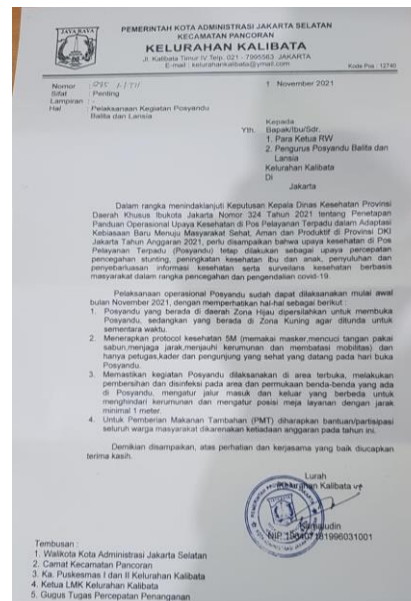 JAYA RAYA
PEMERINTAH KOTA ADMINISTRASI JAKARTA SELATAN
KECAMATAN PANCORAN
KELURAHAN KALIBATA
Jl. Kalibata Timur IV Telp. 021 - 7995563 JAKARTA
E-mail : kelurahankalibata@ymail.com
Kode Pos : 12740
Nomor :
1 November 2021
Sifat : Penting
Lampiran : -
Hal : Pelaksanaan Kegiatan Posyandu
Balita dan Lansia
Kepada
Yth. Bapak/Ibu/Sdr.
1. Para Ketua RW
2. Pengurus Posyandu Balita dan
Lansia
Kelurahan Kalibata
Di
Jakarta
Dalam rangka menindaklanjuti Keputusan Kepala Dinas Kesehatan Provinsi
Daerah Khusus Ibukota Jakarta Nomor 324 Tahun 2021 tentang Penetapan
Panduan Operasional Upaya Kesehatan di Pos Pelayanan Terpadu dalam Adaptasi
Kebiasaan Baru Menuju Masyarakat Sehat, Aman dan Produktif di Provinsi DKI
Jakarta Tahun Anggaran 2021, perlu disampaikan bahwa upaya kesehatan di Pos
Pelayanan Terpadu (Posyandu) tetap dilakukan sebagai upaya percepatan
pencegahan stunting, peningkatan kesehatan ibu dan anak, penyuluhan dan
penyebarluasan informasi kesehatan serta surveilans kesehatan berbasis
masyarakat dalam rangka pencegahan dan pengendalian covid-19.
Pelaksanaan operasional Posyandu sudah dapat dilaksanakan mulai awal
bulan November 2021, dengan memperhatikan hal-hal sebagai berikut :
1. Posyandu yang berada di daerah Zona Hijau dipersilahkan untuk membuka
Posyandu, sedangkan yang berada di Zona Kuning agar ditunda untuk
sementara waktu.
2. Menerapkan protokol kesehatan 5M (memakai masker,mencuci tangan pakai
sabun,menjaga jarak,menjauhi kerumunan dan membatasi mobilitas) dan
hanya petugas,kader dan pengunjung yang sehat yang datang pada hari buka
Posyandu.
3. Memastikan kegiatan Posyandu dilaksanakan di area terbuka, melakukan
pembersihan dan disinfeksi pada area dan permukaan benda-benda yang ada
di Posyandu, mengatur jalur masuk dan keluar yang berbeda untuk
menghindari kerumunan dan mengatur posisi meja layanan dengan jarak
minimal 1 meter.
4. Untuk Pemberian Makanan Tambahan (PMT) diharapkan bantuan/partisipasi
seluruh warga masyarakat dikarenakan ketiadaan anggaran pada tahun ini.
Demikian disampaikan, atas perhatian dan kerjasama yang baik diucapkan
terima kasih.
Lurah
Kelurahan Kalibata
Tembusan :
1. Walikota Kota Administrasi Jakarta Selatan
2. Camat Kecamatan Pancoran
3. Ka. Puskesmas I dan II Kelurahan Kalibata
4. Ketua LMK Kelurahan Kalibata
5. Gugus Tugas Percepatan Penanganan